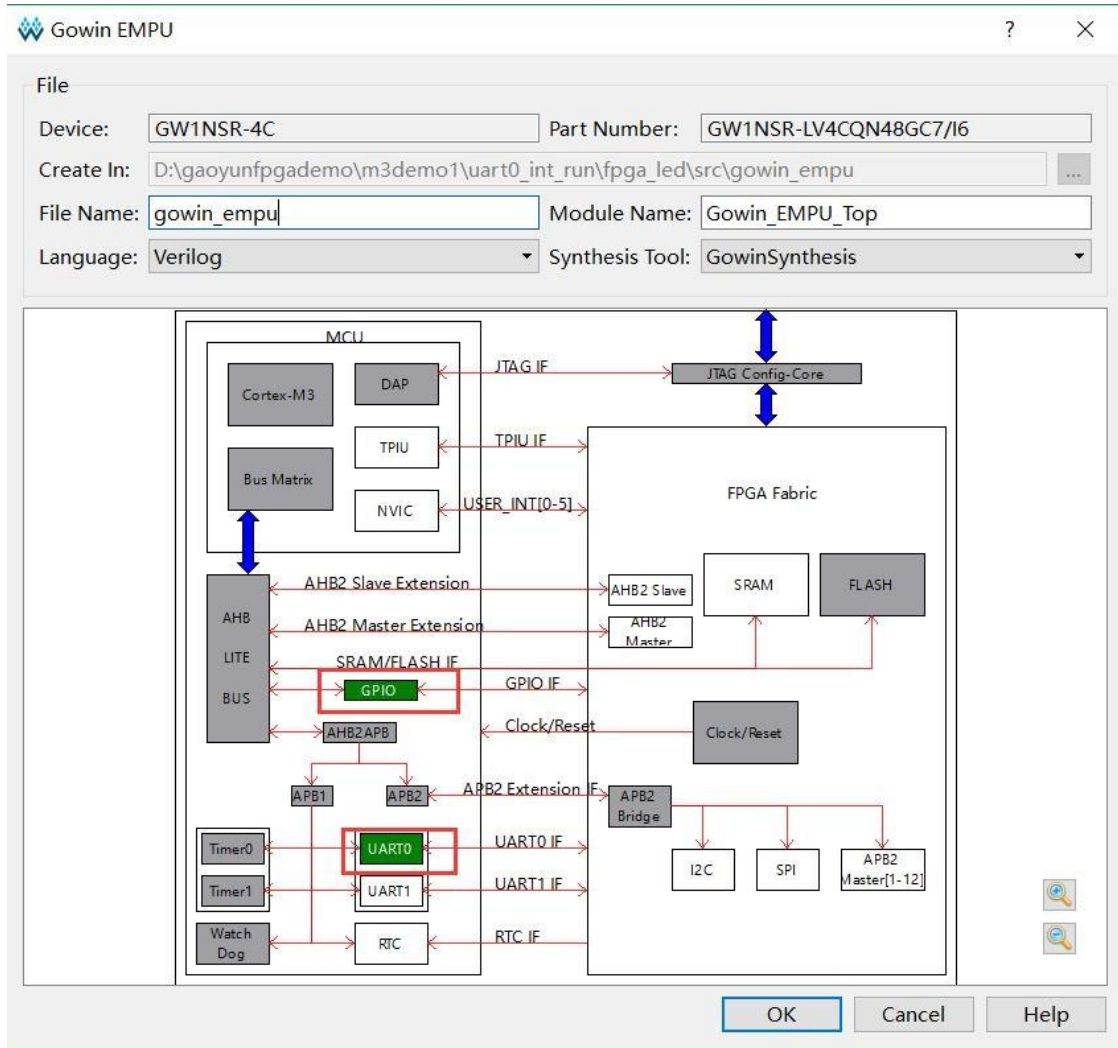 Gowin EMPU
?
File
Device: GW1NSR-4C Part Number: GW1NSR-LV4CQN48GC7/I6
Create In: D:\gaoyunfpgademo\m3demo1\uart0_int_run\fpga_led\src\gowin_empu ...
File Name: gowin_empu Module Name: Gowin_EMPU_Top
Language: Verilog Synthesis Tool: GowinSynthesis
MCU
Cortex-M3
DAP
JTAG IF
JTAG Config-Core
TPIU
TPIU IF
Bus Matrix
NVIC
USER_INT[0-5]
FPGA Fabric
AHB
LITE
BUS
AHB2 Slave Extension
AHB2 Slave
SRAM
FLASH
AHB2 Master Extension
AHB2
Master
SRAM/FLASH IF
GPIO
GPIO IF
AHB2APB
Clock/Reset
Clock/Reset
APB1
APB2
APB2 Extension IF
APB2
Bridge
Timer0
UART0
UART0 IF
I2C
SPI
APB2
Master[1-12]
Timer1
UART1
UART1 IF
Watch
Dog
RTC
RTC IF
OK
Cancel
Help